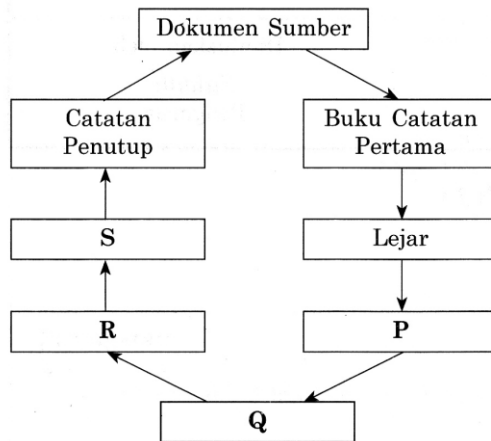 Dokumen Sumber
Catatan
Penutup
Buku Catatan
Pertama
S
Lejar
R
P
Q